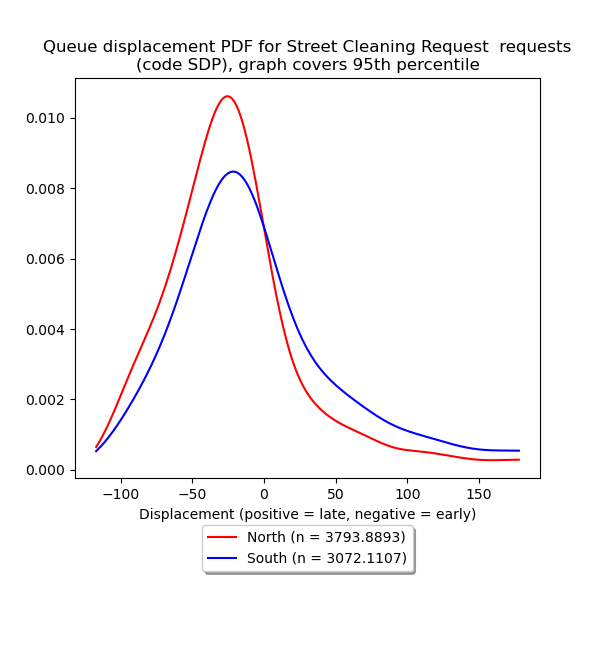 Queue displacement PDF for Street Cleaning Request  requests
(code SDP), graph covers 95th percentile
0.010
0.008
0.006
0.004
0.002
0.000
−100
−50
0
50
100
150
Displacement (positive = late, negative = early)
North (n = 3793.8893)
South (n = 3072.1107)